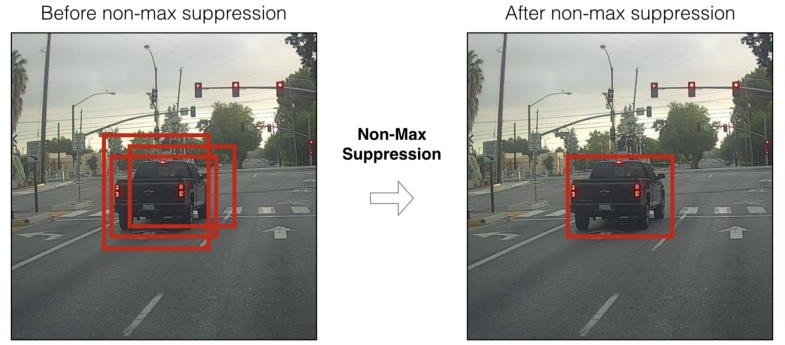 Before non-max suppression
After non-max suppression
Non-Max
Suppression